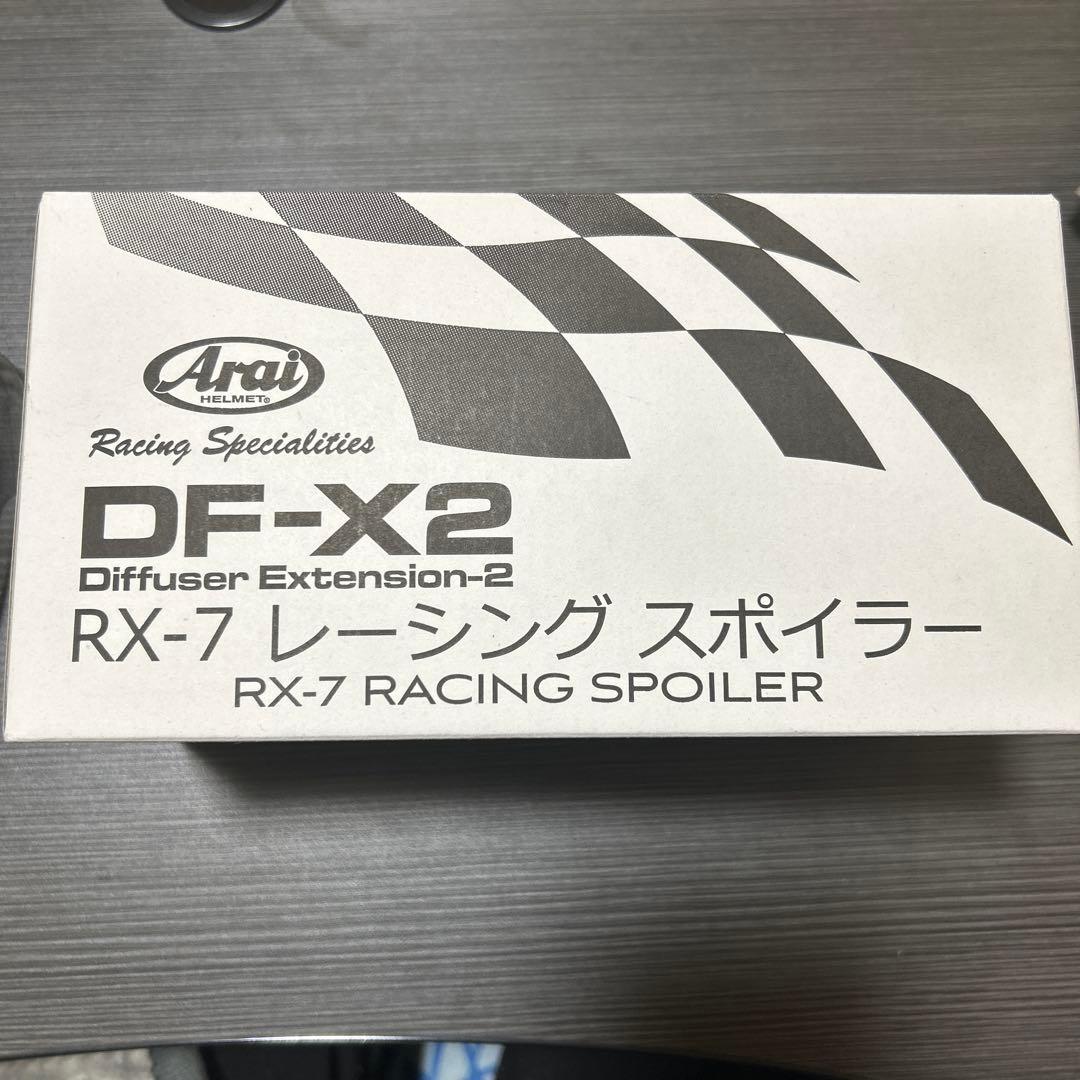 Arai
HELMET®
Racing Specialities
DF-X2
Diffuser Extension-2
RX-7 レーシング スポイラー
RX-7 RACING SPOILER